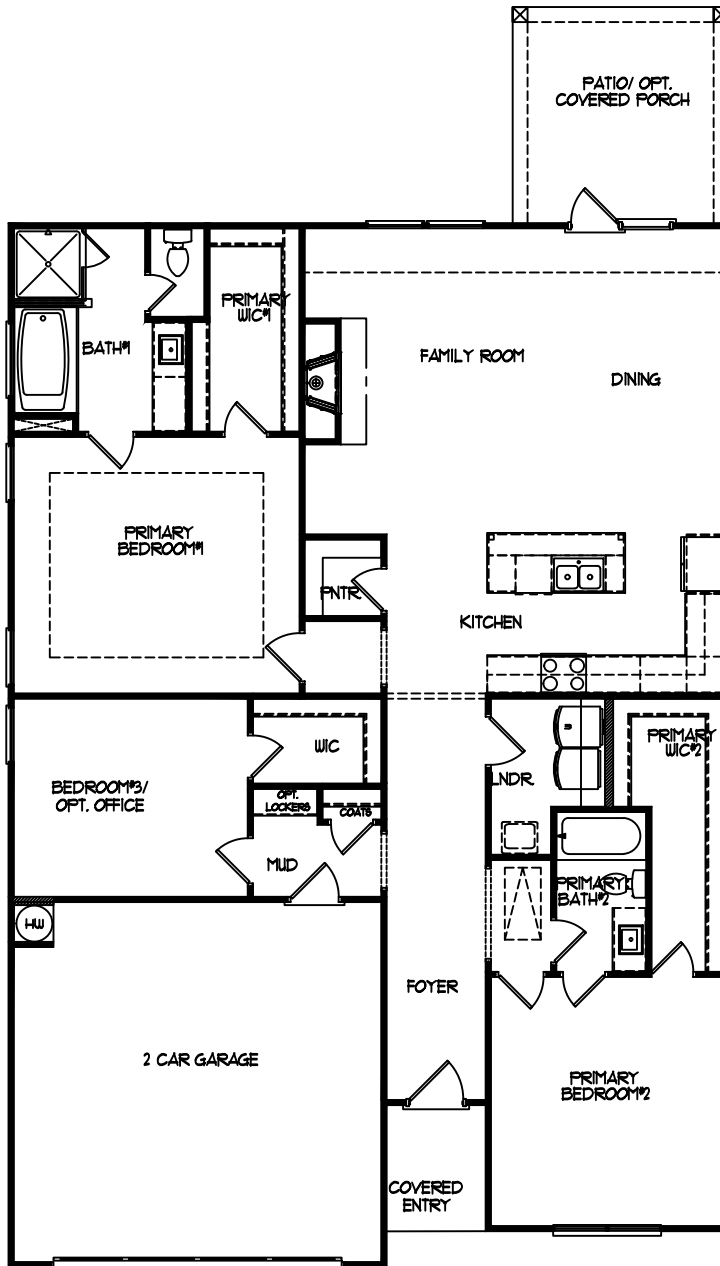 PATIO/ OPT.
COVERED PORCH
PRIMARY
WIC#1
BATH#1
FAMILY ROOM
DINING
PRIMARY
BEDROOM#1
PNTR.
KITCHEN
WIC
PRIMARY
WIC#2
BEDROOM#3/
OPT. OFFICE
LNDR.
OPT.
LOCKERS
COATS
MUD
PRIMARY
BATH#2
HW
FOYER
2 CAR GARAGE
PRIMARY
BEDROOM#2
COVERED
ENTRY